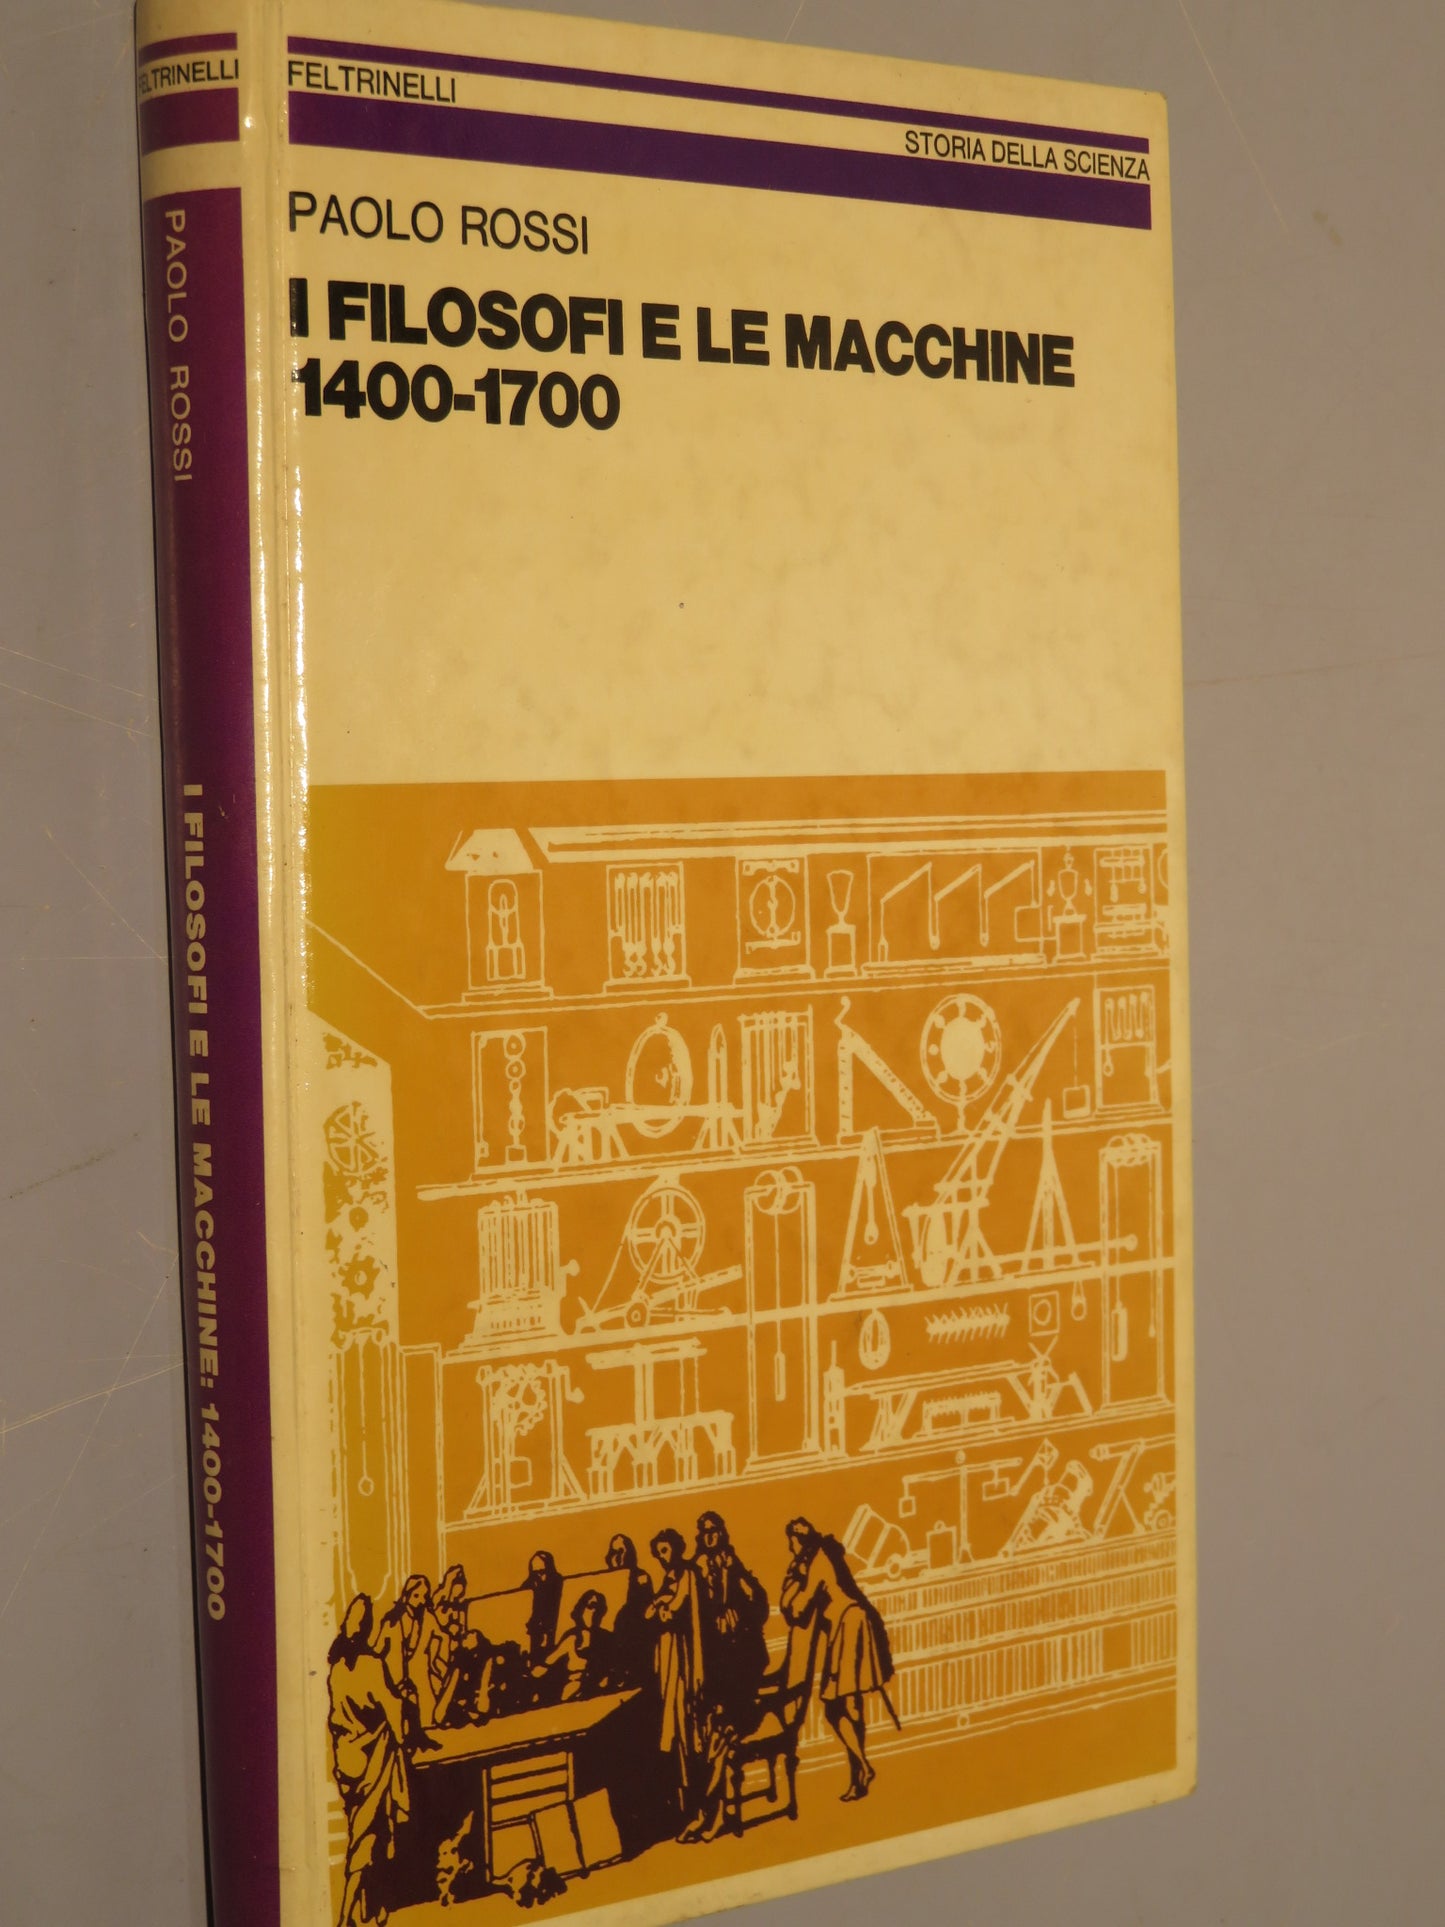 FELTRINELLI
PAOLO ROSSI
I FILOSOFI E LE MACCHINE: 1400-1700
FELTRINELLI
STORIA DELLA SCIENZA
PAOLO ROSSI
I FILOSOFI E LE MACCHINE
1400-1700